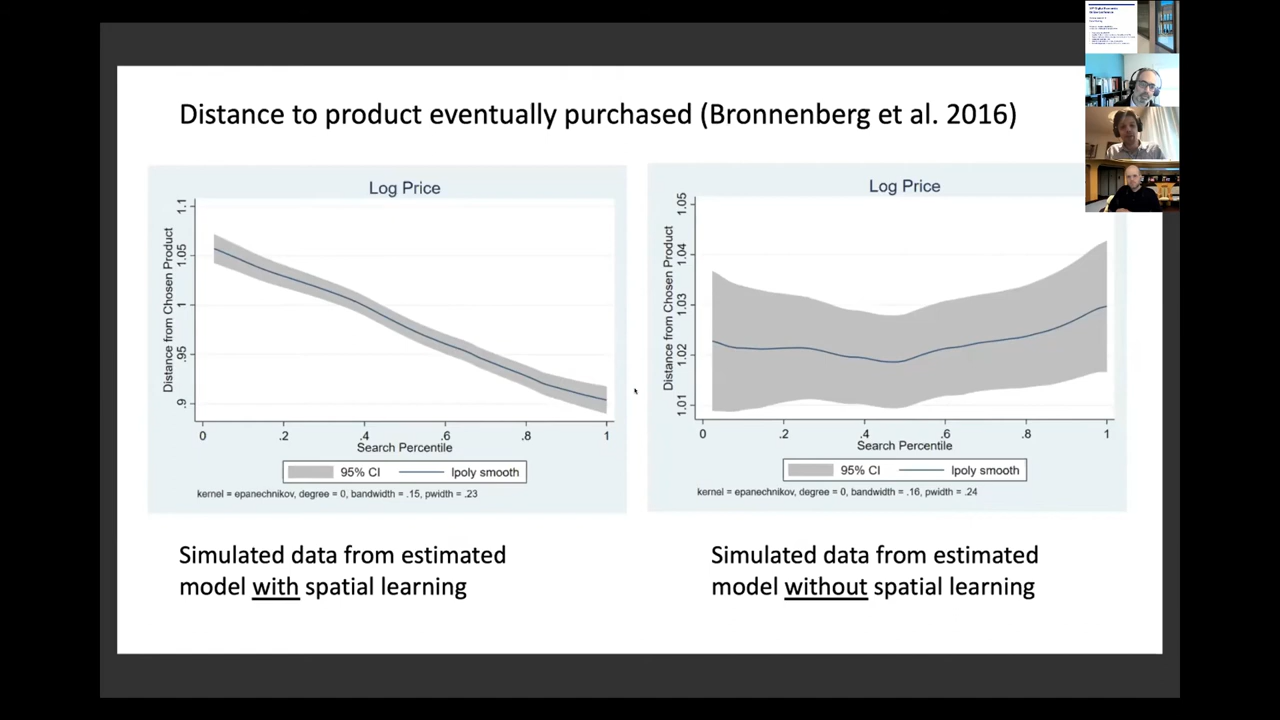 Distance to product eventually purchased (Bronnenberg et al. 2016)
Log Price
Distance from Chosen Product
1.1
1.05
1
.95
.9
0 .2 .4 .6 .8 1
Search Percentile
95% CI lpoly smooth
kernel = epanechnikov, degree = 0, bandwidth = .15, pwidth = .23
Simulated data from estimated
model with spatial learning
Log Price
Distance from Chosen Product
1.05
1.04
1.03
1.02
1.01
0 .2 .4 .6 .8 1
Search Percentile
95% CI lpoly smooth
kernel = epanechnikov, degree = 0, bandwidth = .16, pwidth = .24
Simulated data from estimated
model without spatial learning